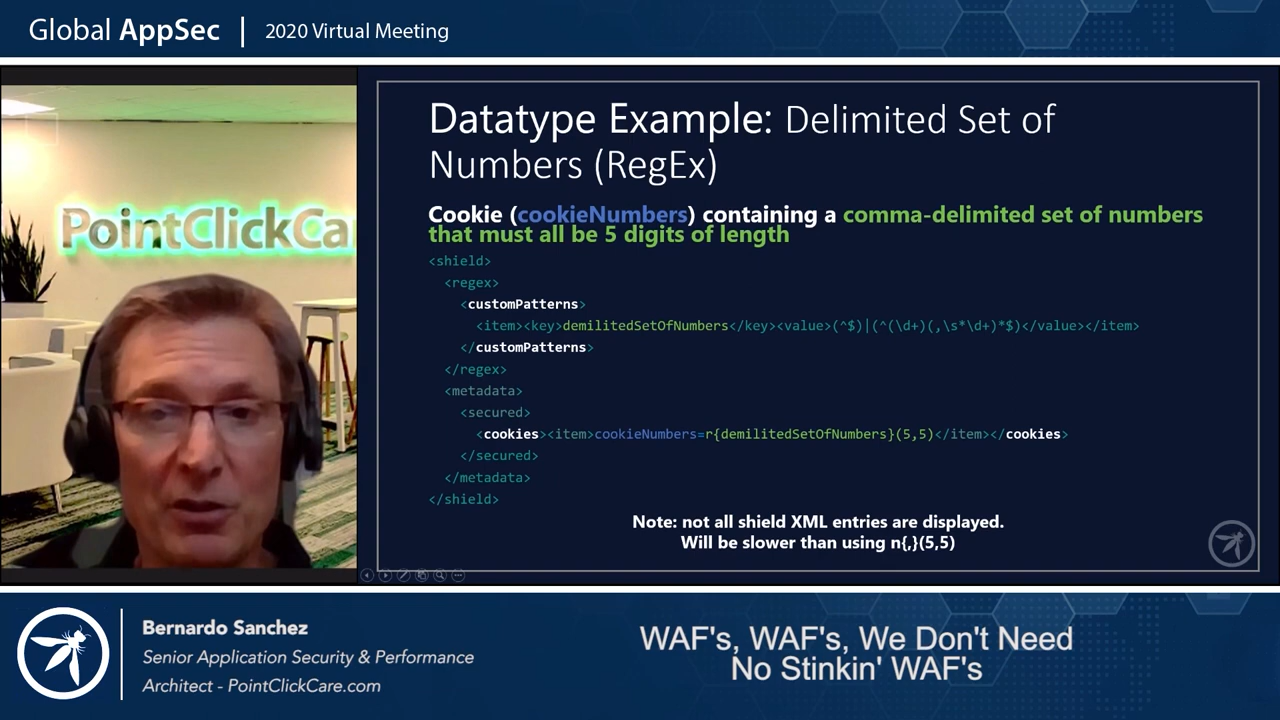 Global AppSec | 2020 Virtual Meeting
PointClickCa
Datatype Example: Delimited Set of
Numbers (RegEx)
Cookie (cookieNumbers) containing a comma-delimited set of numbers
that must all be 5 digits of length
<shield>
<regex>
<customPatterns>
<item><key>demilitedSetOfNumbers</key><value>(^$)|(^(\d+)(,\s*\d+)*$)</value></item>
</customPatterns>
</regex>
<metadata>
<secured>
<cookies><item>cookieNumbers=r{demilitedSetOfNumbers}(5,5)</item></cookies>
</secured>
</metadata>
</shield>
Note: not all shield XML entries are displayed.
Will be slower than using n{,}(5,5)
Bernardo Sanchez
Senior Application Security & Performance
Architect - PointClickCare.com
WAF's, WAF's, We Don't Need
No Stinkin' WAF's